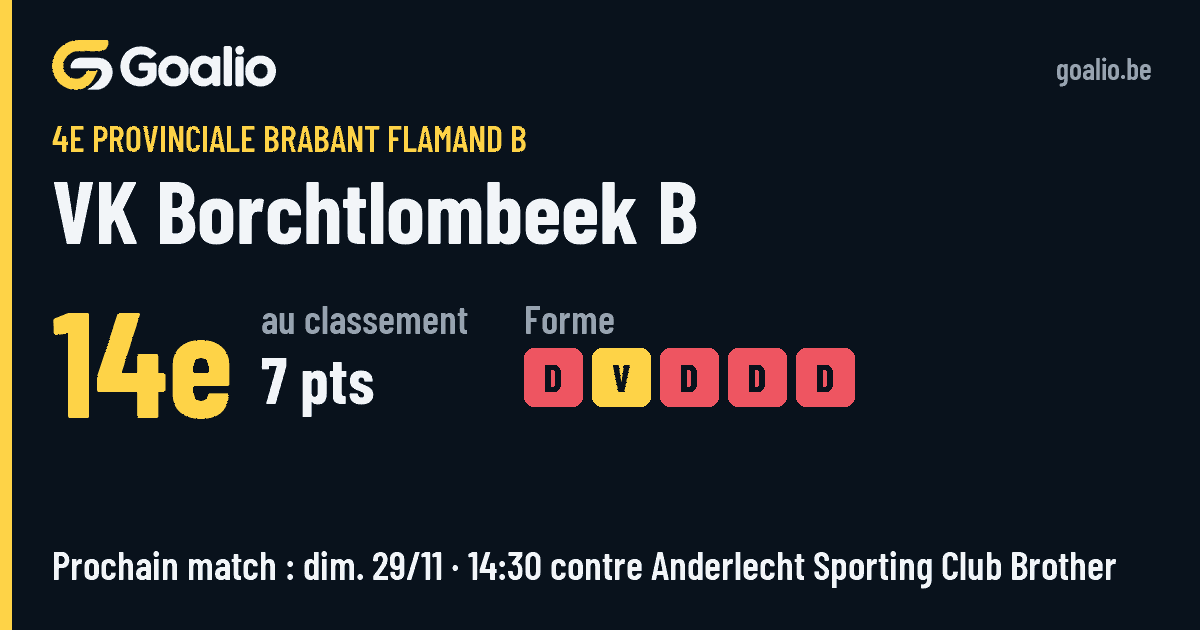 Goalio
goalio.be
4E PROVINCIALE BRABANT FLAMAND B
VK Borchtlombeek B
14e
au classement
7 pts
Forme
D V D D D
Prochain match : dim. 29/11 · 14:30 contre Anderlecht Sporting Club Brother